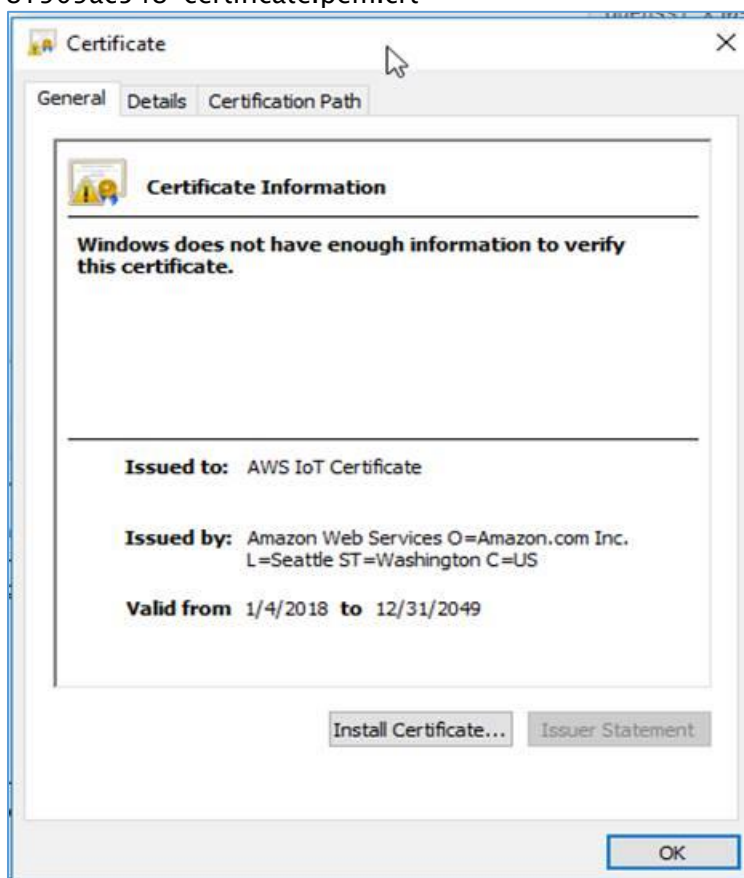 Certificate
General Details Certification Path
Certificate Information
Windows does not have enough information to verify
this certificate.
Issued to: AWS IoT Certificate
Issued by: Amazon Web Services O=Amazon.com Inc.
L=Seattle ST=Washington C=US
Valid from 1/4/2018 to 12/31/2049
Install Certificate... Issuer Statement
OK